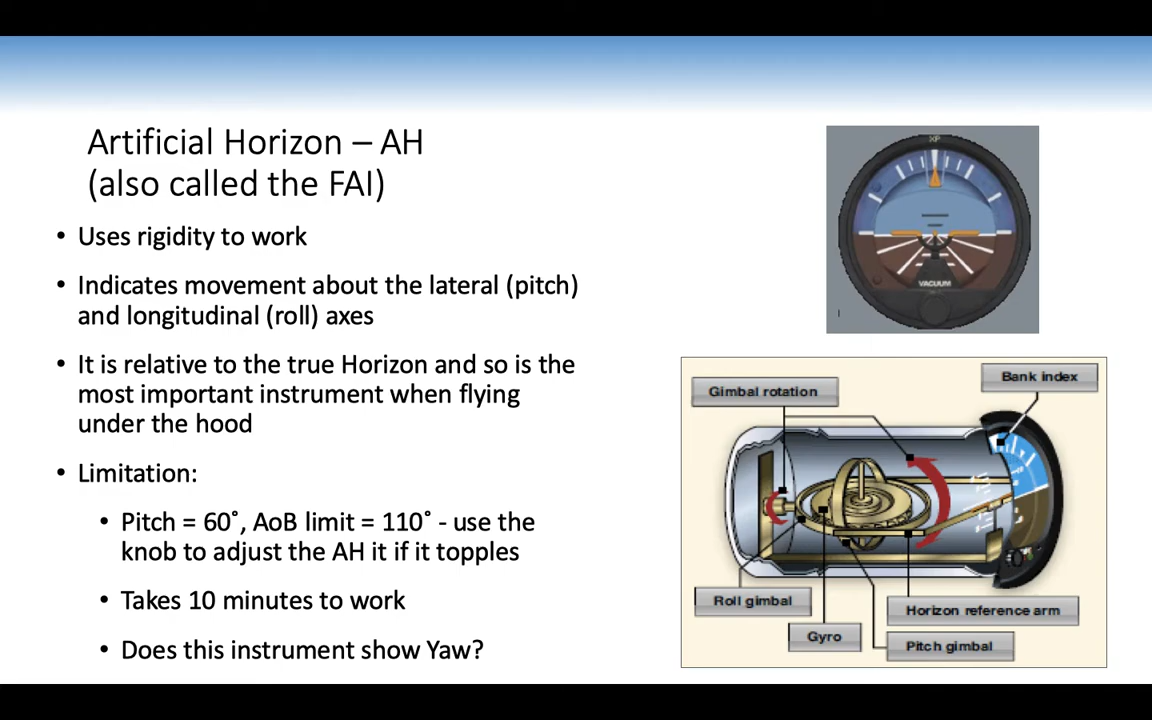 Artificial Horizon – AH
(also called the FAI)
• Uses rigidity to work
• Indicates movement about the lateral (pitch)
and longitudinal (roll) axes
• It is relative to the true Horizon and so is the
most important instrument when flying
under the hood
• Limitation:
• Pitch = 60˚, AoB limit = 110˚ - use the
knob to adjust the AH it if it topples
• Takes 10 minutes to work
• Does this instrument show Yaw?
VACUUM
Bank index
Gimbal rotation
Roll gimbal
Horizon reference arm
Gyro
Pitch gimbal